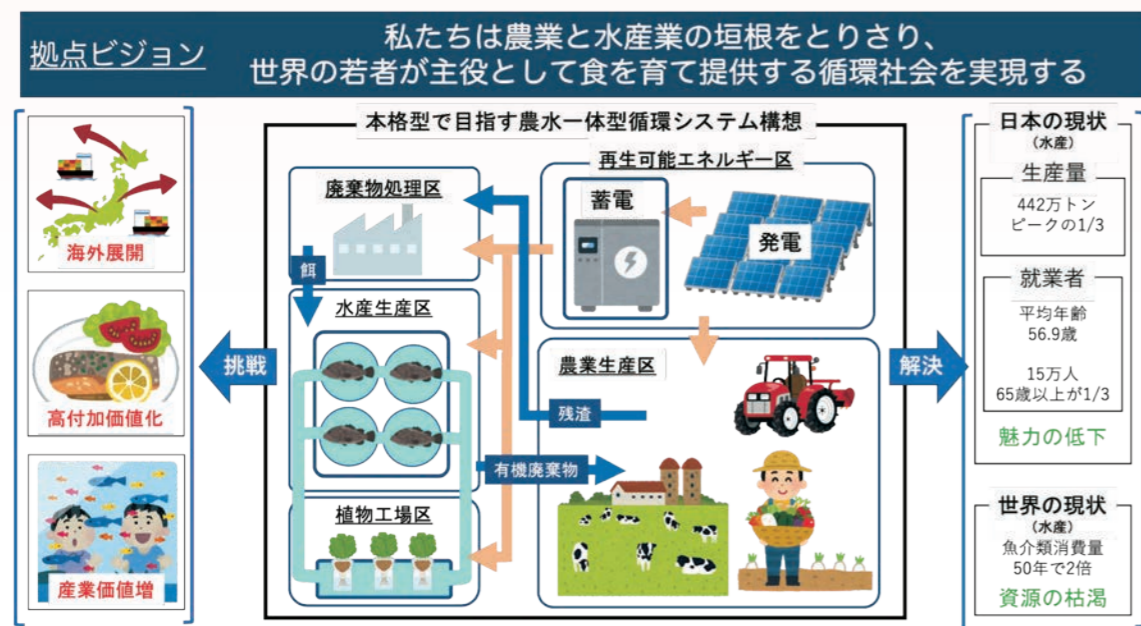 拠点ビジョン
私たちは農業と水産業の垣根をとりさり、
世界の若者が主役として食を育て提供する循環社会を実現する
海外展開
高付加価値化
産業価値増
挑戦
本格型で目指す農水一体型循環システム構想
廃棄物処理区
餌
水産生産区
植物工場区
再生可能エネルギー区
蓄電
発電
農業生産区
残渣
有機廃棄物
解決
日本の現状
(水産)
生産量
442万トン
ピークの1/3
就業者
平均年齢
56.9歳
15万人
65歳以上が1/3
魅力の低下
世界の現状
(水産)
魚介類消費量
50年で2倍
資源の枯渇